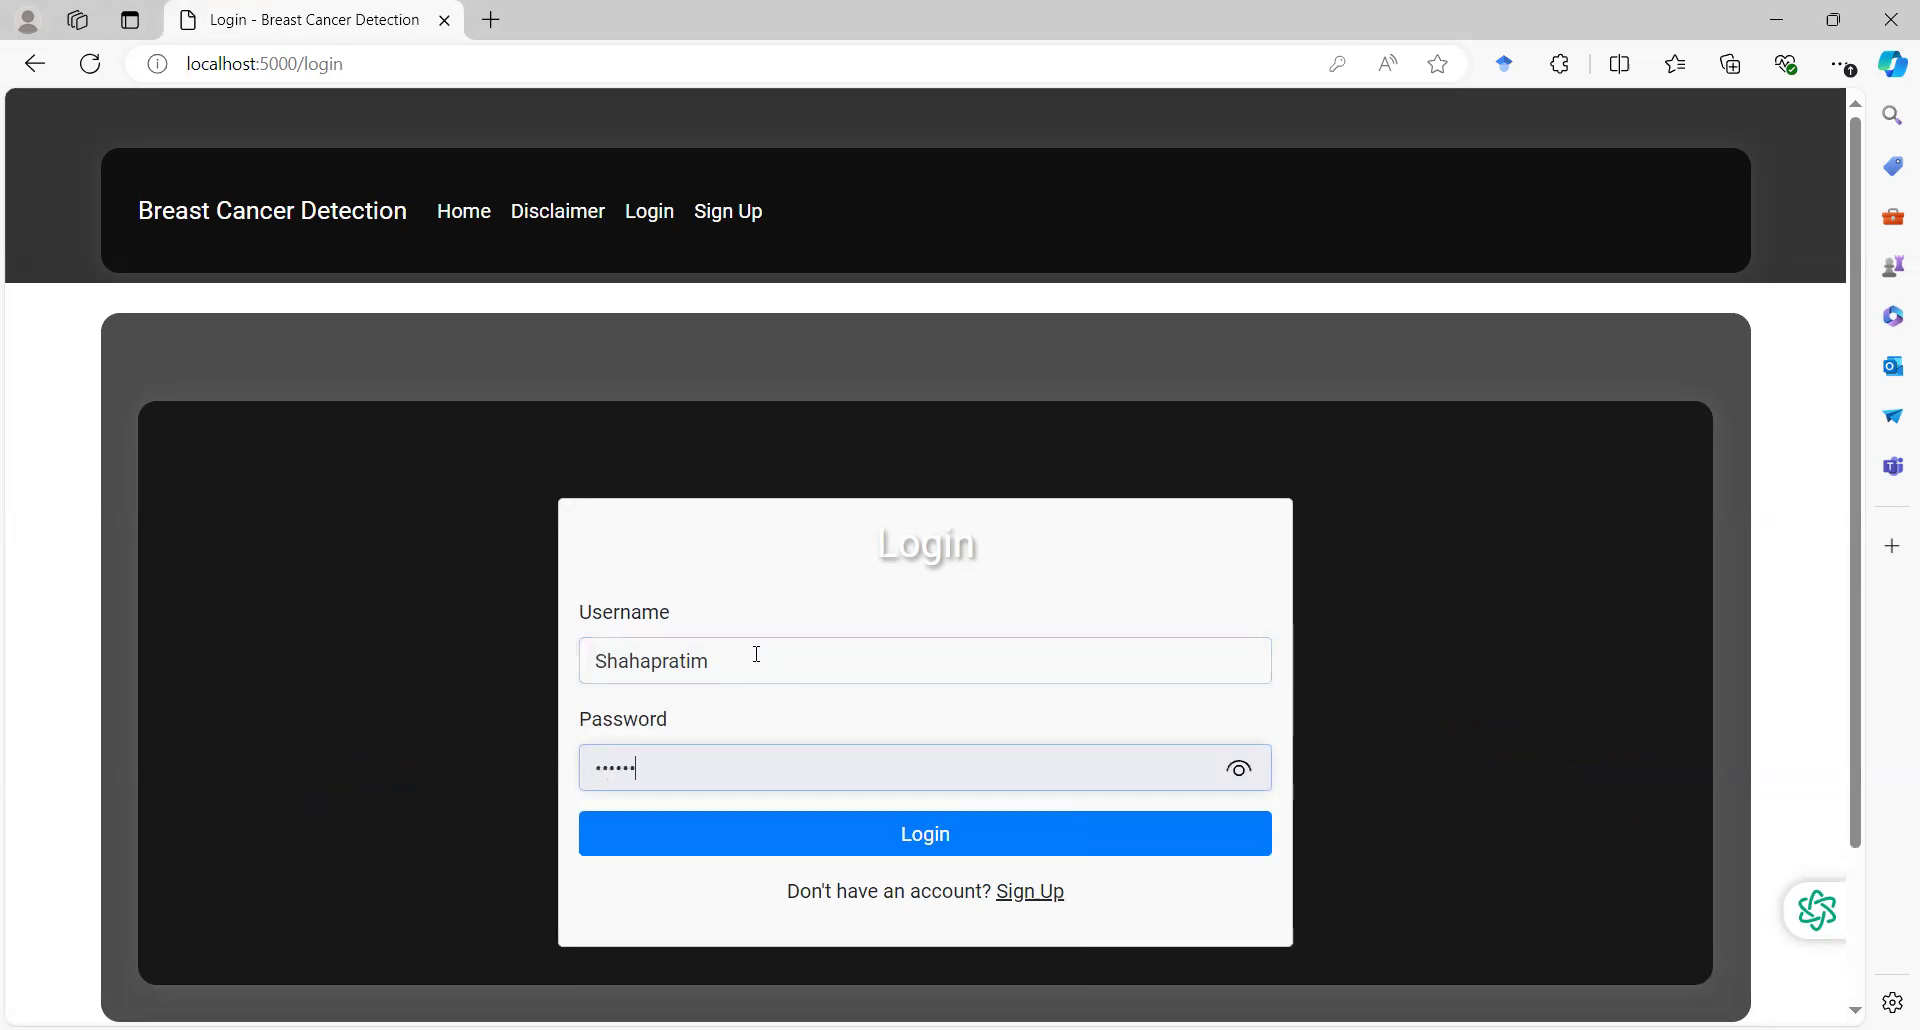 Login - Breast Cancer Detection
localhost:5000/login
Breast Cancer Detection Home Disclaimer Login Sign Up
Login
Username
Shahapratim
Password
••••••
Login
Don't have an account? Sign Up